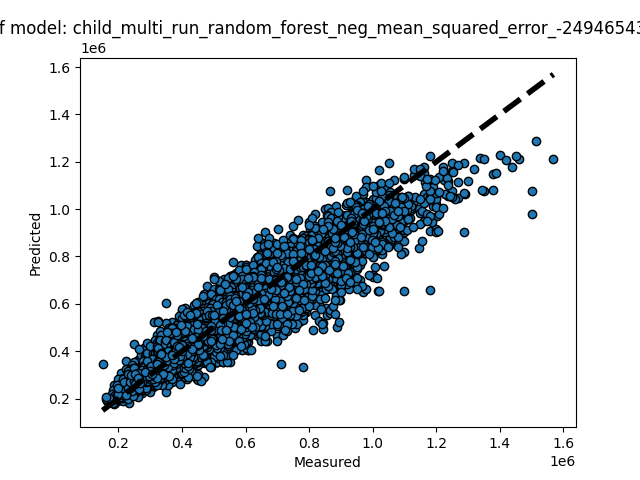 f model: child_multi_run_random_forest_neg_mean_squared_error_-24946543
1e6
1.6
1.4
1.2
1.0
0.8
0.6
0.4
0.2
Predicted
0.2 0.4 0.6 0.8 1.0 1.2 1.4 1.6
Measured
1e6